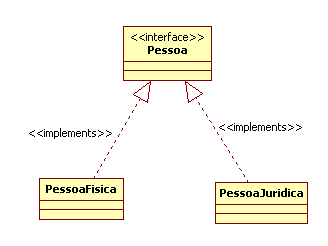 <<interface>>
Pessoa
<<implements>>
<<implements>>
PessoaFisica
PessoaJuridica